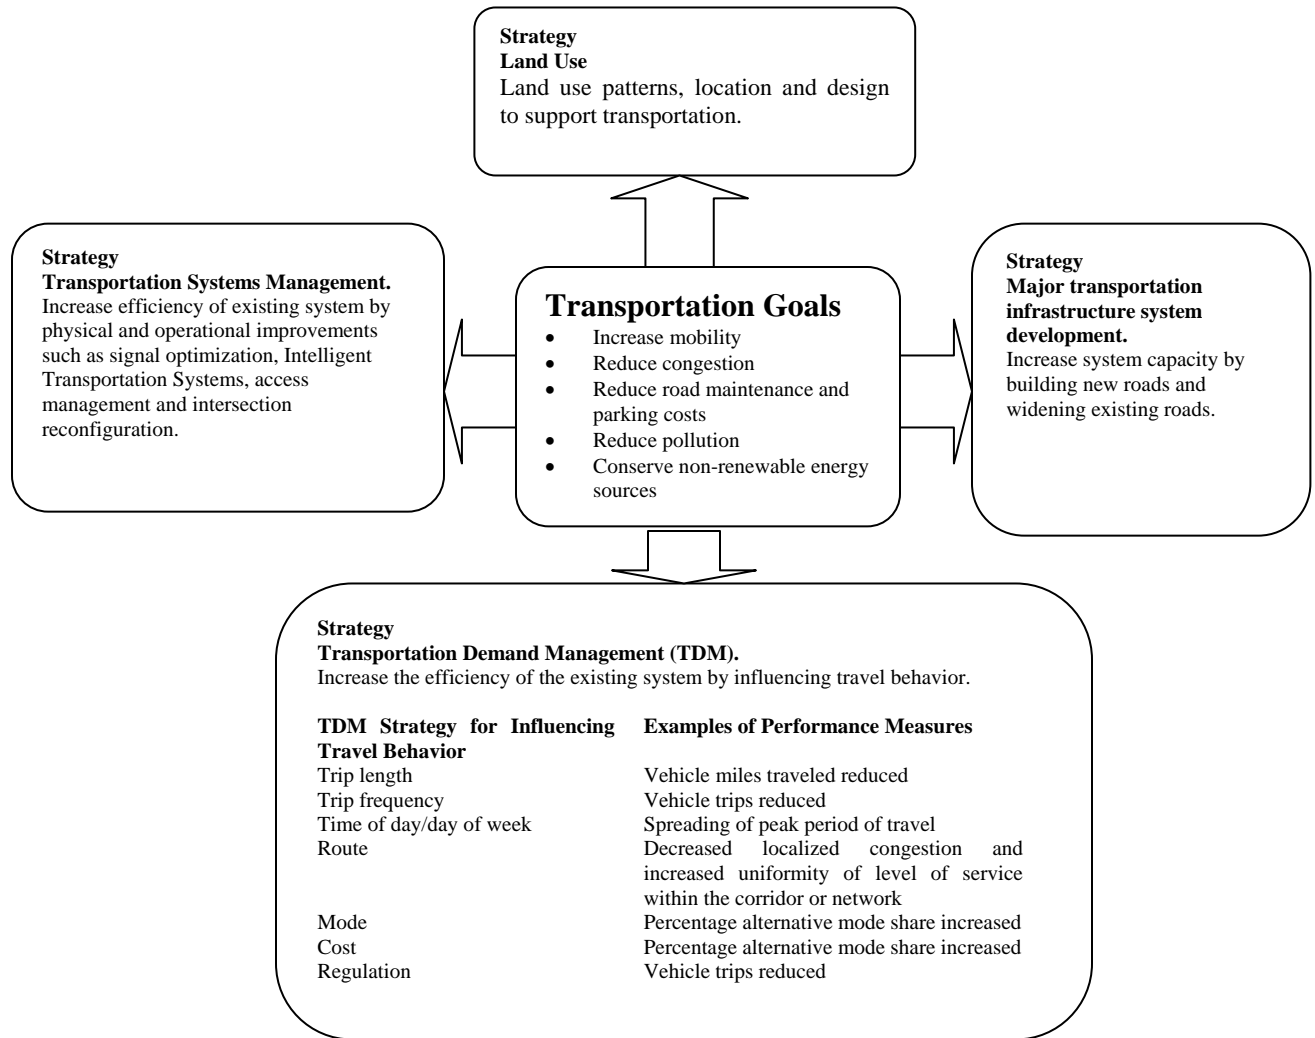 Strategy
Land Use
Land use patterns, location and design
to support transportation.
Strategy
Transportation Systems Management.
Increase efficiency of existing system by
physical and operational improvements
such as signal optimization, Intelligent
Transportation Systems, access
management and intersection
reconfiguration.
Transportation Goals
• Increase mobility
• Reduce congestion
• Reduce road maintenance and
parking costs
• Reduce pollution
• Conserve non-renewable energy
sources
Strategy
Major transportation
infrastructure system
development.
Increase system capacity by
building new roads and
widening existing roads.
Strategy
Transportation Demand Management (TDM).
Increase the efficiency of the existing system by influencing travel behavior.
TDM Strategy for Influencing Examples of Performance Measures
Travel Behavior
Trip length Vehicle miles traveled reduced
Trip frequency Vehicle trips reduced
Time of day/day of week Spreading of peak period of travel
Route Decreased localized congestion and
increased uniformity of level of service
within the corridor or network
Mode Percentage alternative mode share increased
Cost Percentage alternative mode share increased
Regulation Vehicle trips reduced